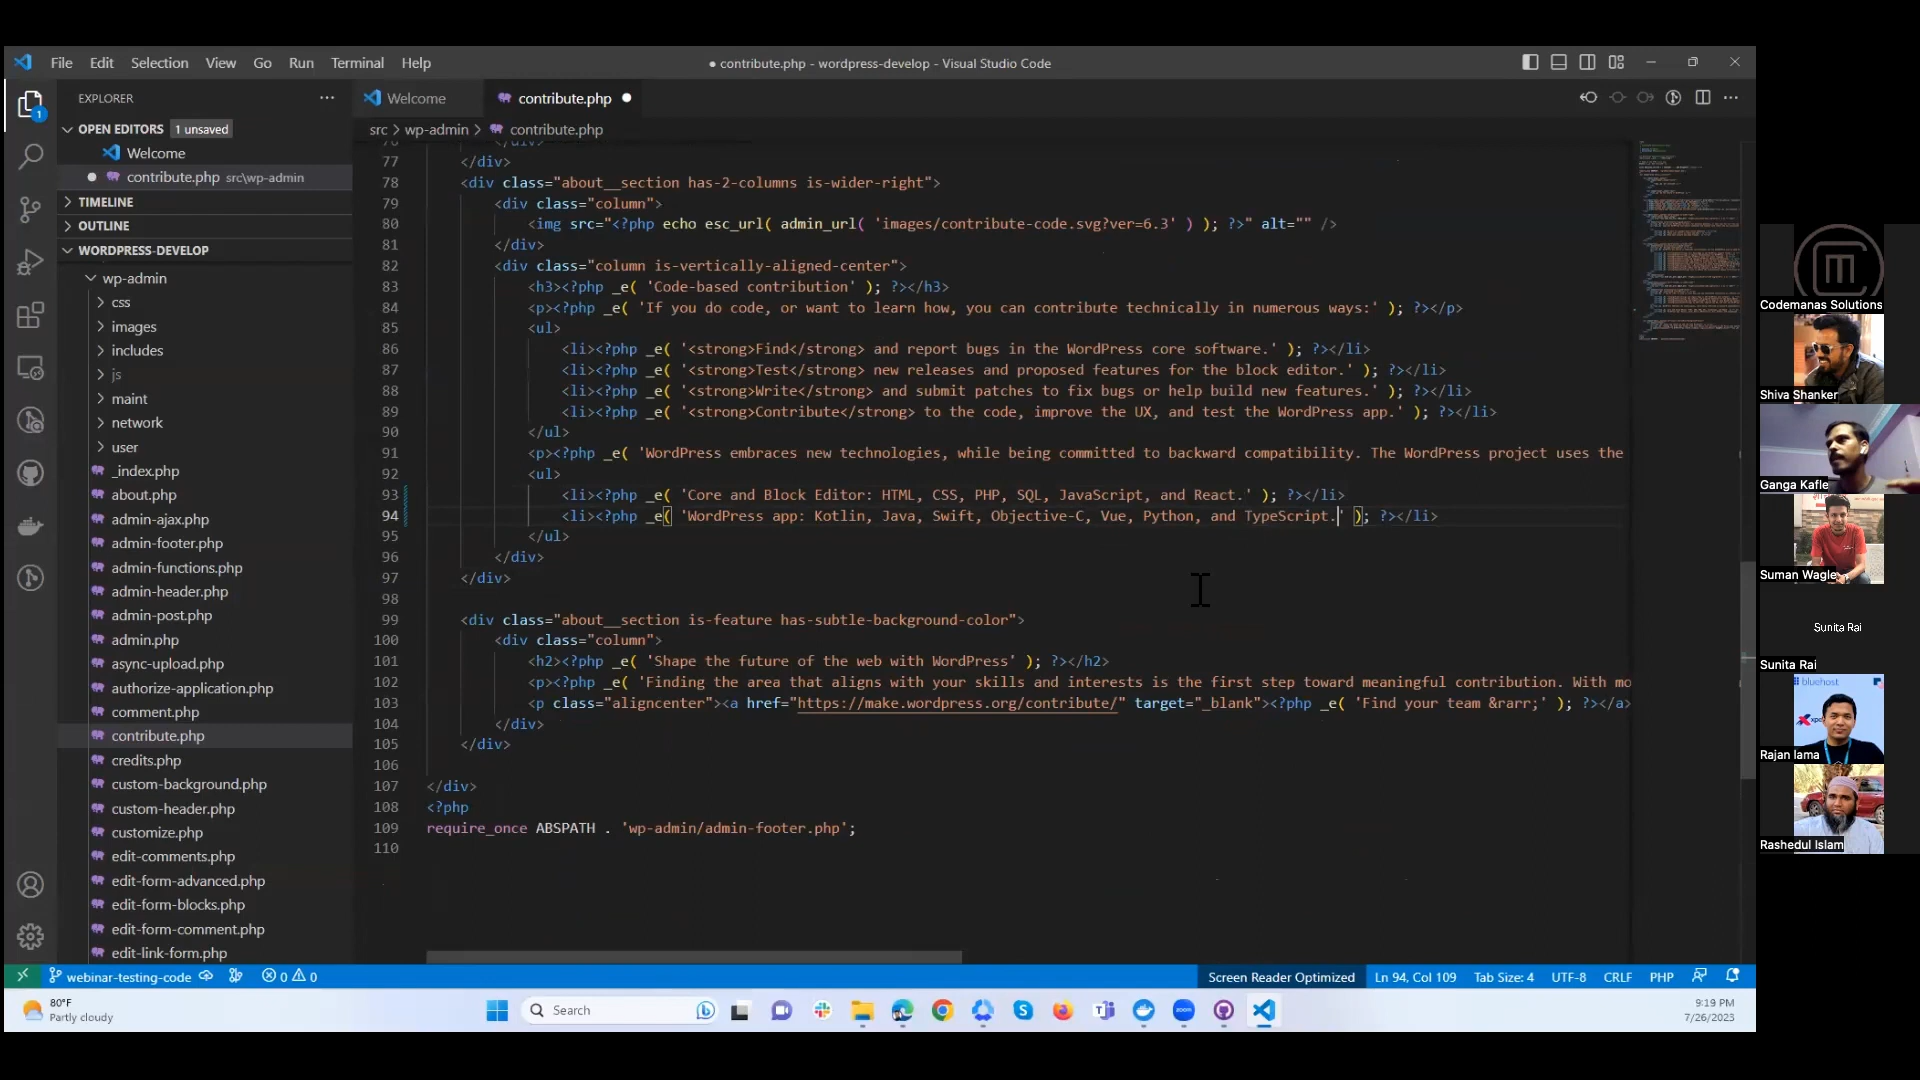 File Edit Selection View Go Run Terminal Help
● contribute.php - wordpress-develop - Visual Studio Code
EXPLORER
Welcome
contribute.php
OPEN EDITORS 1 unsaved
Welcome
contribute.php src\wp-admin
TIMELINE
OUTLINE
WORDPRESS-DEVELOP
wp-admin
css
images
includes
js
maint
network
user
_index.php
about.php
admin-ajax.php
admin-footer.php
admin-functions.php
admin-header.php
admin-post.php
admin.php
async-upload.php
authorize-application.php
comment.php
contribute.php
credits.php
custom-background.php
custom-header.php
customize.php
edit-comments.php
edit-form-advanced.php
edit-form-blocks.php
edit-form-comment.php
edit-link-form.php
src > wp-admin > contribute.php
76 </div>
77 </div>
78 <div class="about__section has-2-columns is-wider-right">
79 <div class="column">
80 <img src="<?php echo esc_url( admin_url( 'images/contribute-code.svg?ver=6.3' ) ); ?>" alt="" />
81 </div>
82 <div class="column is-vertically-aligned-center">
83 <h3><?php _e( 'Code-based contribution' ); ?></h3>
84 <p><?php _e( 'If you do code, or want to learn how, you can contribute technically in numerous ways:' ); ?></p>
85 <ul>
86 <li><?php _e( '<strong>Find</strong> and report bugs in the WordPress core software.' ); ?></li>
87 <li><?php _e( '<strong>Test</strong> new releases and proposed features for the block editor.' ); ?></li>
88 <li><?php _e( '<strong>Write</strong> and submit patches to fix bugs or help build new features.' ); ?></li>
89 <li><?php _e( '<strong>Contribute</strong> to the code, improve the UX, and test the WordPress app.' ); ?></li>
90 </ul>
91 <p><?php _e( 'WordPress embraces new technologies, while being committed to backward compatibility. The WordPress project uses the
92 <ul>
93 <li><?php _e( 'Core and Block Editor: HTML, CSS, PHP, SQL, JavaScript, and React.' ); ?></li>
94 <li><?php _e( 'WordPress app: Kotlin, Java, Swift, Objective-C, Vue, Python, and TypeScript.' ); ?></li>
95 </ul>
96 </div>
97 </div>
98
99 <div class="about__section is-feature has-subtle-background-color">
100 <div class="column">
101 <h2><?php _e( 'Shape the future of the web with WordPress' ); ?></h2>
102 <p><?php _e( 'Finding the area that aligns with your skills and interests is the first step toward meaningful contribution. With mo
103 <p class="aligncenter"><a href="https://make.wordpress.org/contribute/" target="_blank"><?php _e( 'Find your team &rarr;' ); ?></a>
104 </div>
105 </div>
106
107 </div>
108 <?php
109 require_once ABSPATH . 'wp-admin/admin-footer.php';
110
webinar-testing-code 0 0
Screen Reader Optimized Ln 94, Col 109 Tab Size: 4 UTF-8 CRLF PHP
80°F
Partly cloudy
Search
zoom
9:19 PM
7/26/2023
Codemanas Solutions
Shiva Shanker
Ganga Kafle
Suman Wagle
Sunita Rai
Sunita Rai
bluehost
Rajan lama
Rashedul Islam